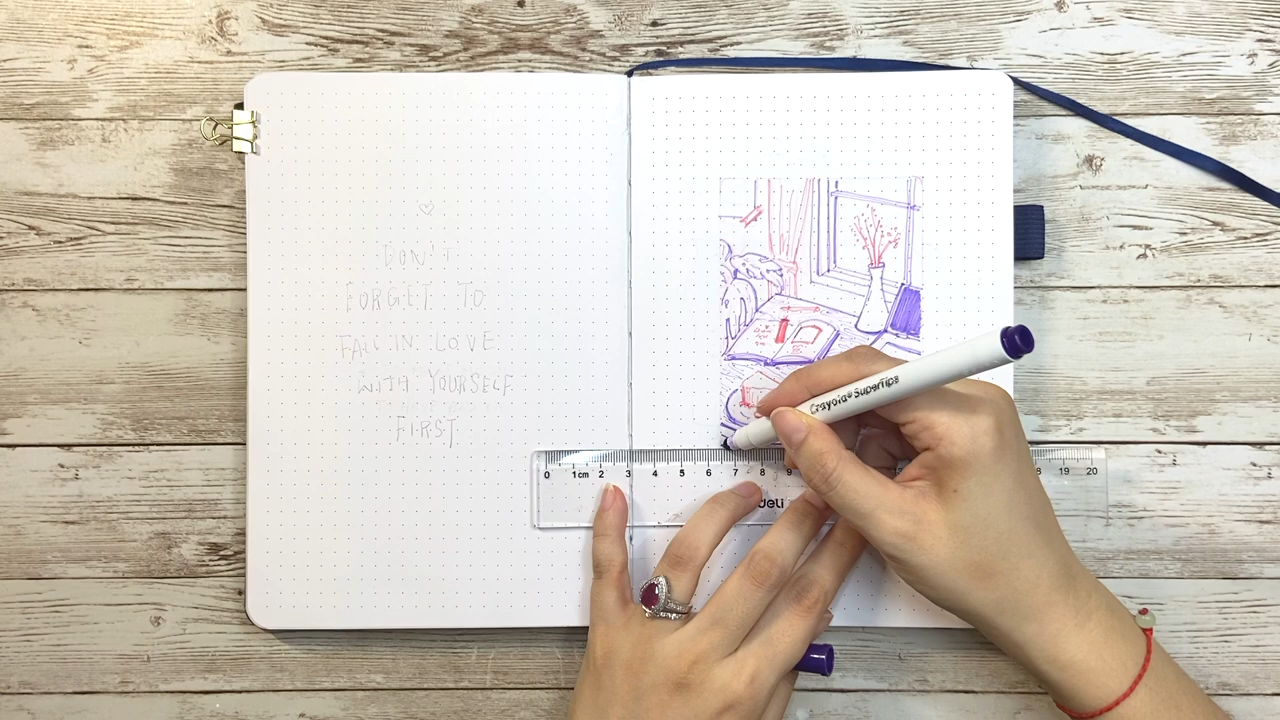 DON'T
FORGET TO
FALL IN LOVE
WITH YOURSELF
FIRST
Crayola SuperTips
0 1cm 2 3 4 5 6 7 8 9 18 19 20
deli